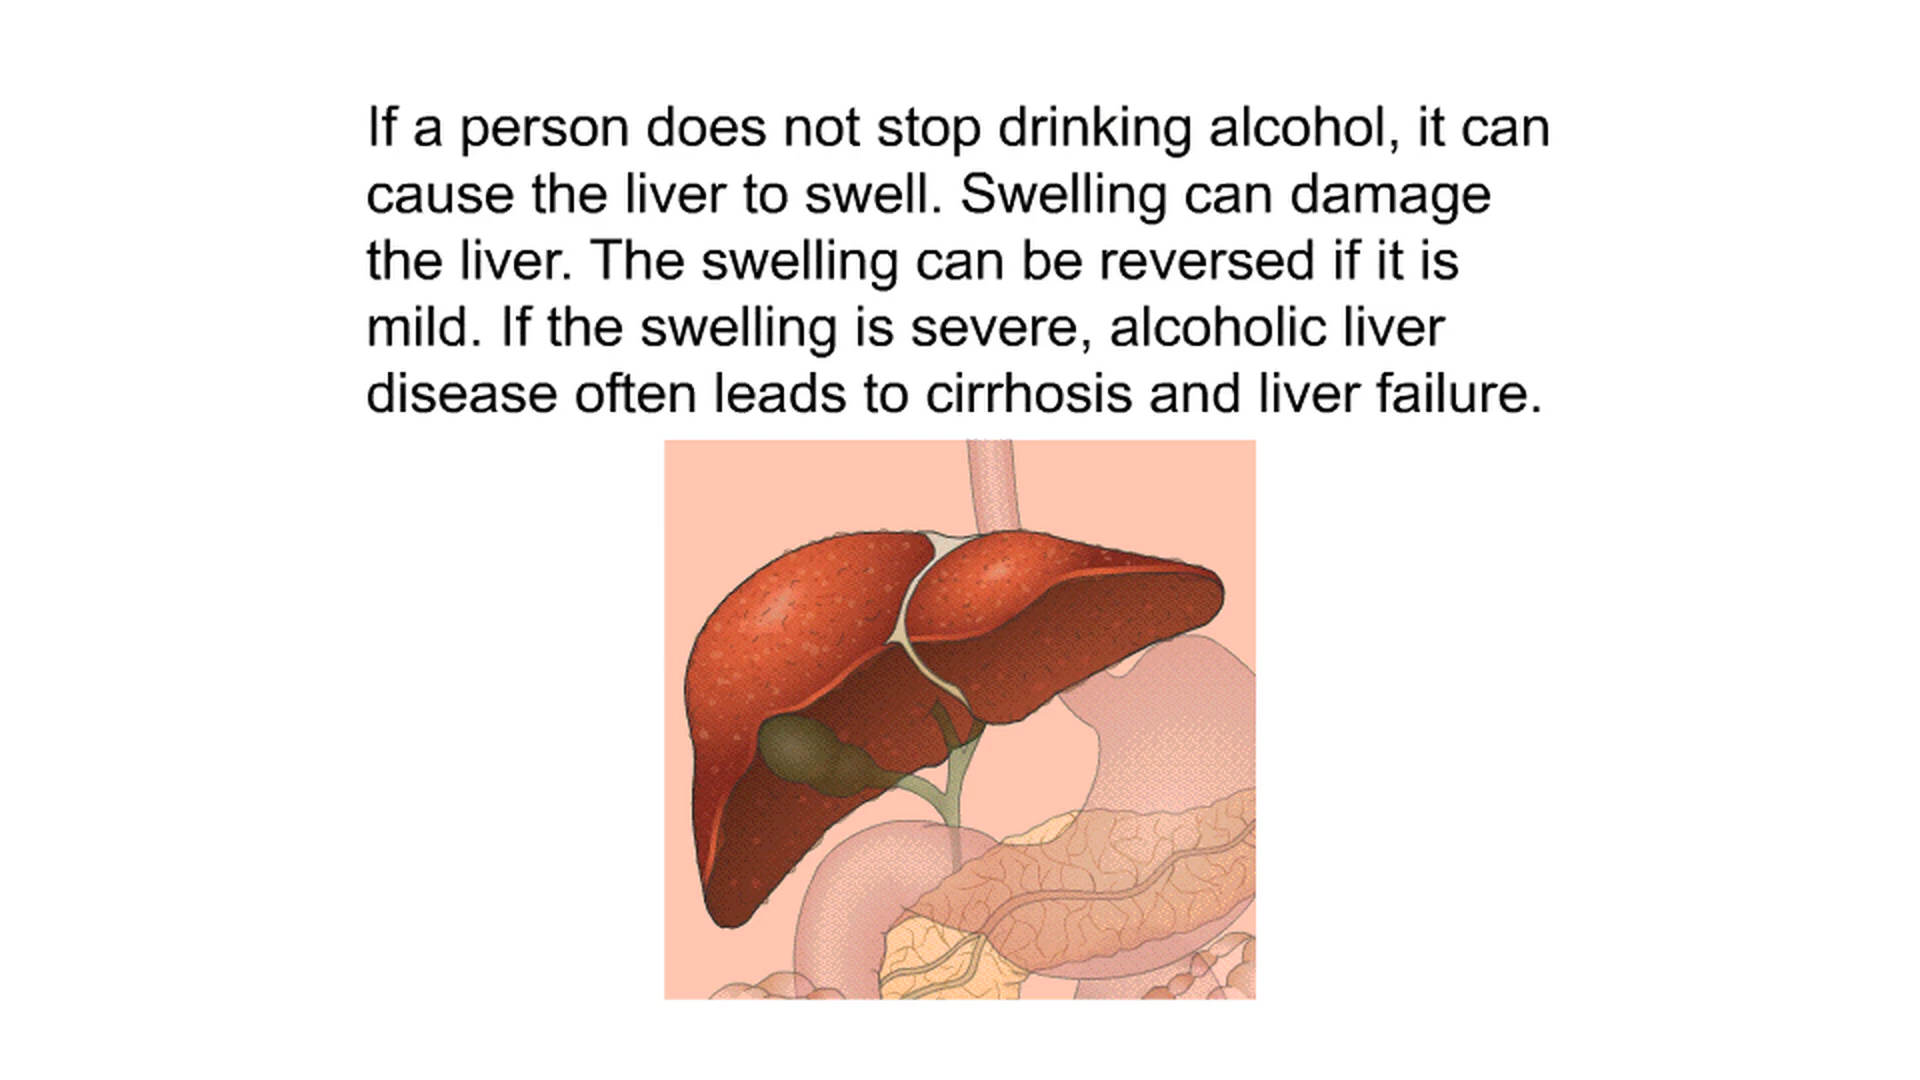 If a person does not stop drinking alcohol, it can
cause the liver to swell. Swelling can damage
the liver. The swelling can be reversed if it is
mild. If the swelling is severe, alcoholic liver
disease often leads to cirrhosis and liver failure.